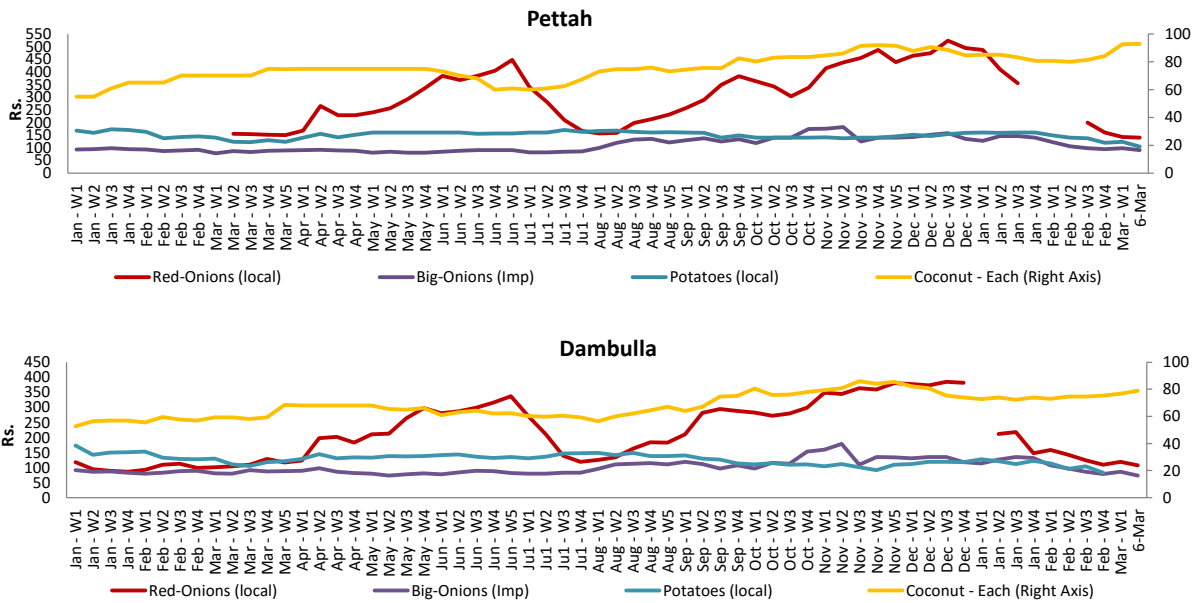 Pettah
550
500
450
400
350
300
250
200
150
100
50
0
Rs.
100
80
60
40
20
0
Jan - W1
Jan - W2
Jan - W3
Jan - W4
Feb - W1
Feb - W2
Feb - W3
Feb - W4
Mar - W1
Mar - W2
Mar - W3
Mar - W4
Mar - W5
Apr - W1
Apr - W2
Apr - W3
Apr - W4
May - W1
May - W2
May - W3
May - W4
Jun - W1
Jun - W2
Jun - W3
Jun - W4
Jun - W5
Ju1 - W1
Ju1 - W2
Ju1 - W3
Ju1 - W4
Aug - W1
Aug - W2
Aug - W3
Aug - W4
Aug - W5
Sep - W1
Sep - W2
Sep - W3
Sep - W4
Oct - W1
Oct - W2
Oct - W3
Oct - W4
Nov - W1
Nov - W2
Nov - W3
Nov - W4
Nov - W5
Dec - W1
Dec - W2
Dec - W3
Dec - W4
Jan - W1
Jan - W2
Jan - W3
Jan - W4
Feb - W1
Feb - W2
Feb - W3
Feb - W4
Mar - W1
6-Mar
Red-Onions (local) Big-Onions (Imp) Potatoes (local) Coconut - Each (Right Axis)
Dambulla
450
400
350
300
250
200
150
100
50
0
Rs.
100
80
60
40
20
0
Jan - W1
Jan - W2
Jan - W3
Jan - W4
Feb - W1
Feb - W2
Feb - W3
Feb - W4
Mar - W1
Mar - W2
Mar - W3
Mar - W4
Mar - W5
Apr - W1
Apr - W2
Apr - W3
Apr - W4
May - W1
May - W2
May - W3
May - W4
Jun - W1
Jun - W2
Jun - W3
Jun - W4
Jun - W5
Ju1 - W1
Ju1 - W2
Ju1 - W3
Ju1 - W4
Aug - W1
Aug - W2
Aug - W3
Aug - W4
Aug - W5
Sep - W1
Sep - W2
Sep - W3
Sep - W4
Oct - W1
Oct - W2
Oct - W3
Oct - W4
Nov - W1
Nov - W2
Nov - W3
Nov - W4
Nov - W5
Dec - W1
Dec - W2
Dec - W3
Dec - W4
Jan - W1
Jan - W2
Jan - W3
Jan - W4
Feb - W1
Feb - W2
Feb - W3
Feb - W4
Mar - W1
6-Mar
Red-Onions (local) Big-Onions (Imp) Potatoes (local) Coconut - Each (Right Axis)